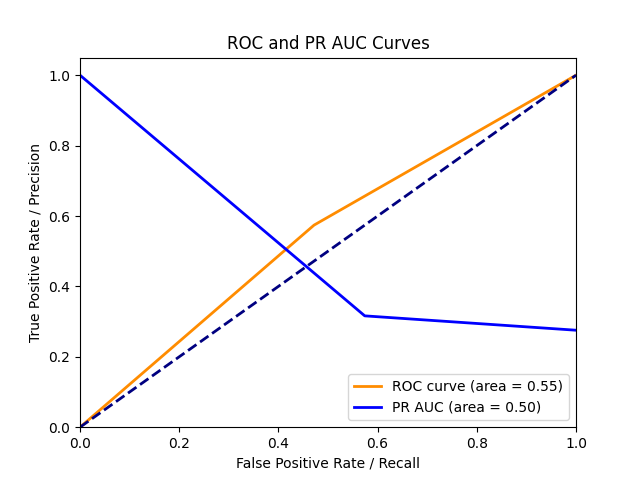 ROC and PR AUC Curves
True Positive Rate / Precision
1.0
0.8
0.6
0.4
0.2
0.0
0.0 0.2 0.4 0.6 0.8 1.0
False Positive Rate / Recall
ROC curve (area = 0.55)
PR AUC (area = 0.50)